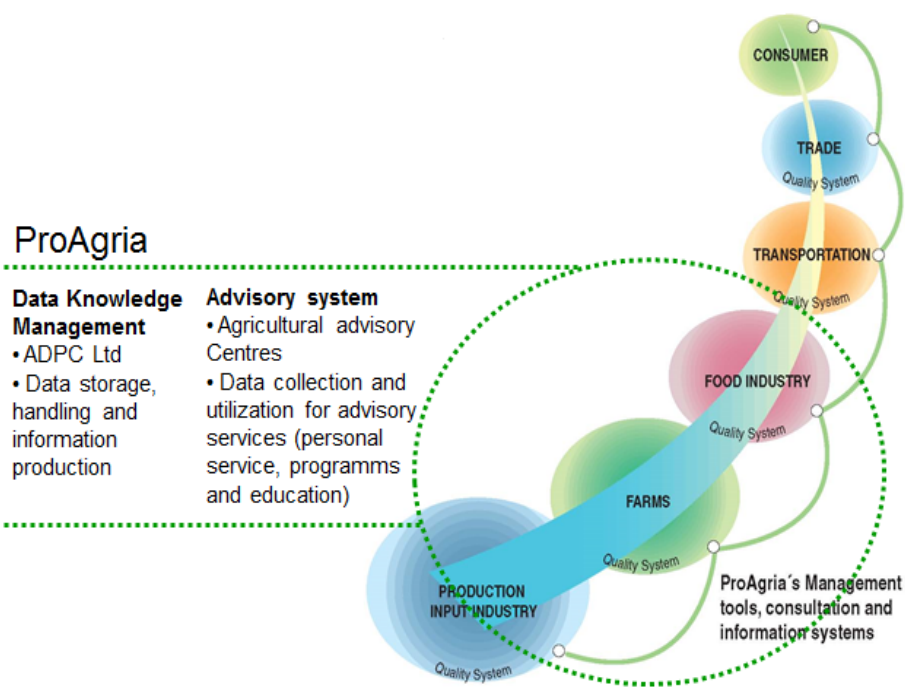 ProAgria
Data Knowledge
Management
• ADPC Ltd
• Data storage,
handling and
information
production
Advisory system
• Agricultural advisory
Centres
• Data collection and
utilization for advisory
services (personal
service, programms
and education)
CONSUMER
TRADE
Quality System
TRANSPORTATION
Quality System
FOOD INDUSTRY
Quality System
FARMS
Quality System
PRODUCTION
INPUT INDUSTRY
Quality System
ProAgria´s Management
tools, consultation and
information systems